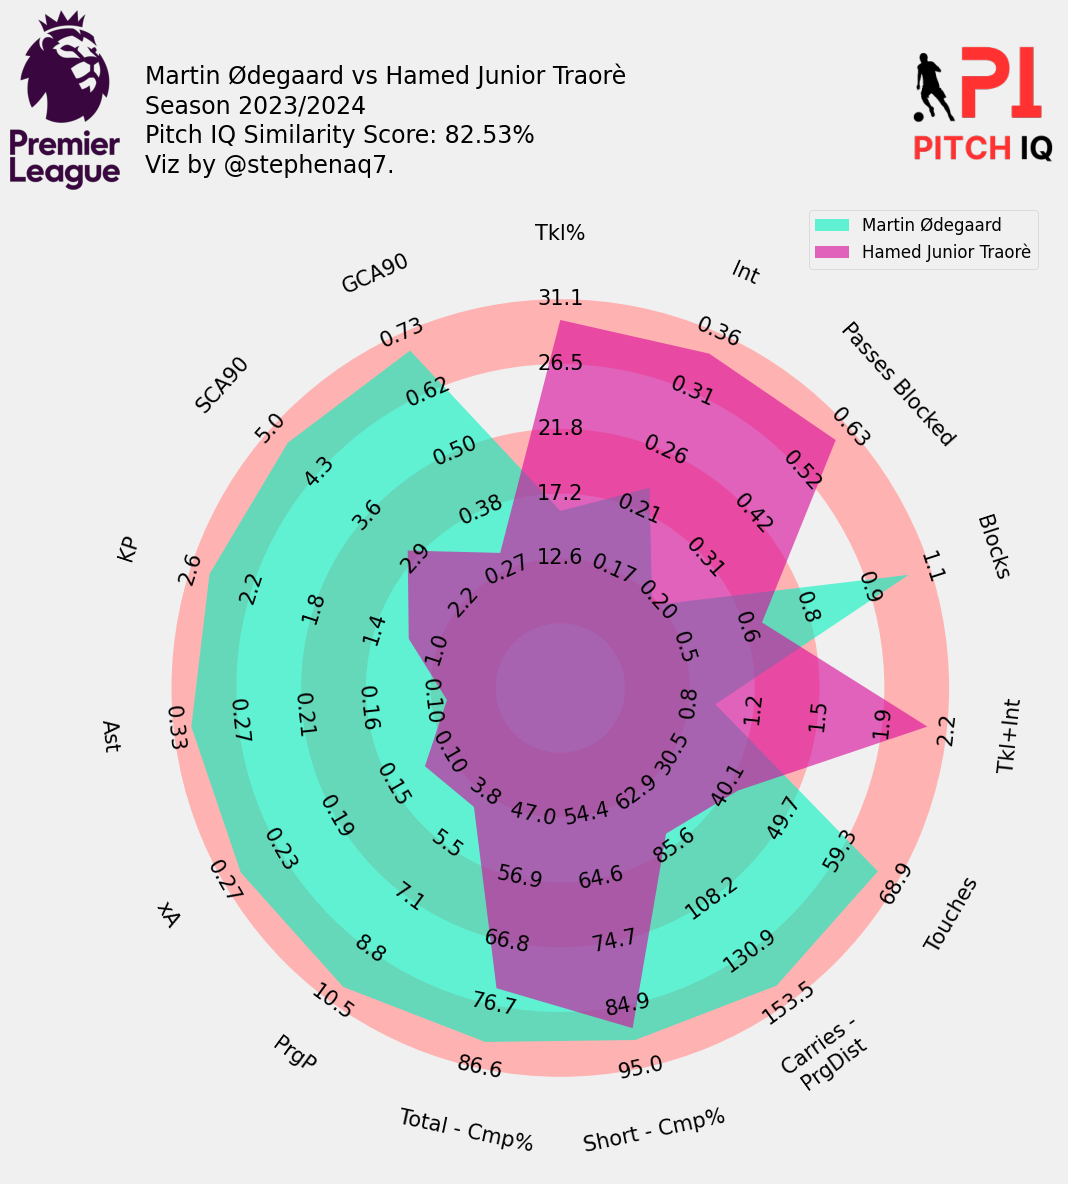 Premier
League
Martin Ødegaard vs Hamed Junior Traorè
Season 2023/2024
Pitch IQ Similarity Score: 82.53%
Viz by @stephenaq7.
PI
PITCH IQ
Martin Ødegaard
Hamed Junior Traorè
Tkl%
31.1
26.5
21.8
17.2
12.6
Int
0.36
0.31
0.26
0.21
0.17
Passes Blocked
0.63
0.52
0.42
0.31
0.20
Blocks
1.1
0.9
0.8
0.6
0.5
Tkl+Int
2.2
1.9
1.5
1.2
0.8
Touches
68.9
59.3
49.7
40.1
30.5
Carries -
PrgDist
153.5
130.9
108.2
85.6
62.9
Short - Cmp%
95.0
84.9
74.7
64.6
54.4
Total - Cmp%
86.6
76.7
66.8
56.9
47.0
PrgP
10.5
8.8
7.1
5.5
3.8
xA
0.27
0.23
0.19
0.15
0.10
Ast
0.33
0.27
0.21
0.16
0.10
KP
2.6
2.2
1.8
1.4
1.0
SCA90
5.0
4.3
3.6
2.9
2.2
GCA90
0.73
0.62
0.50
0.38
0.27